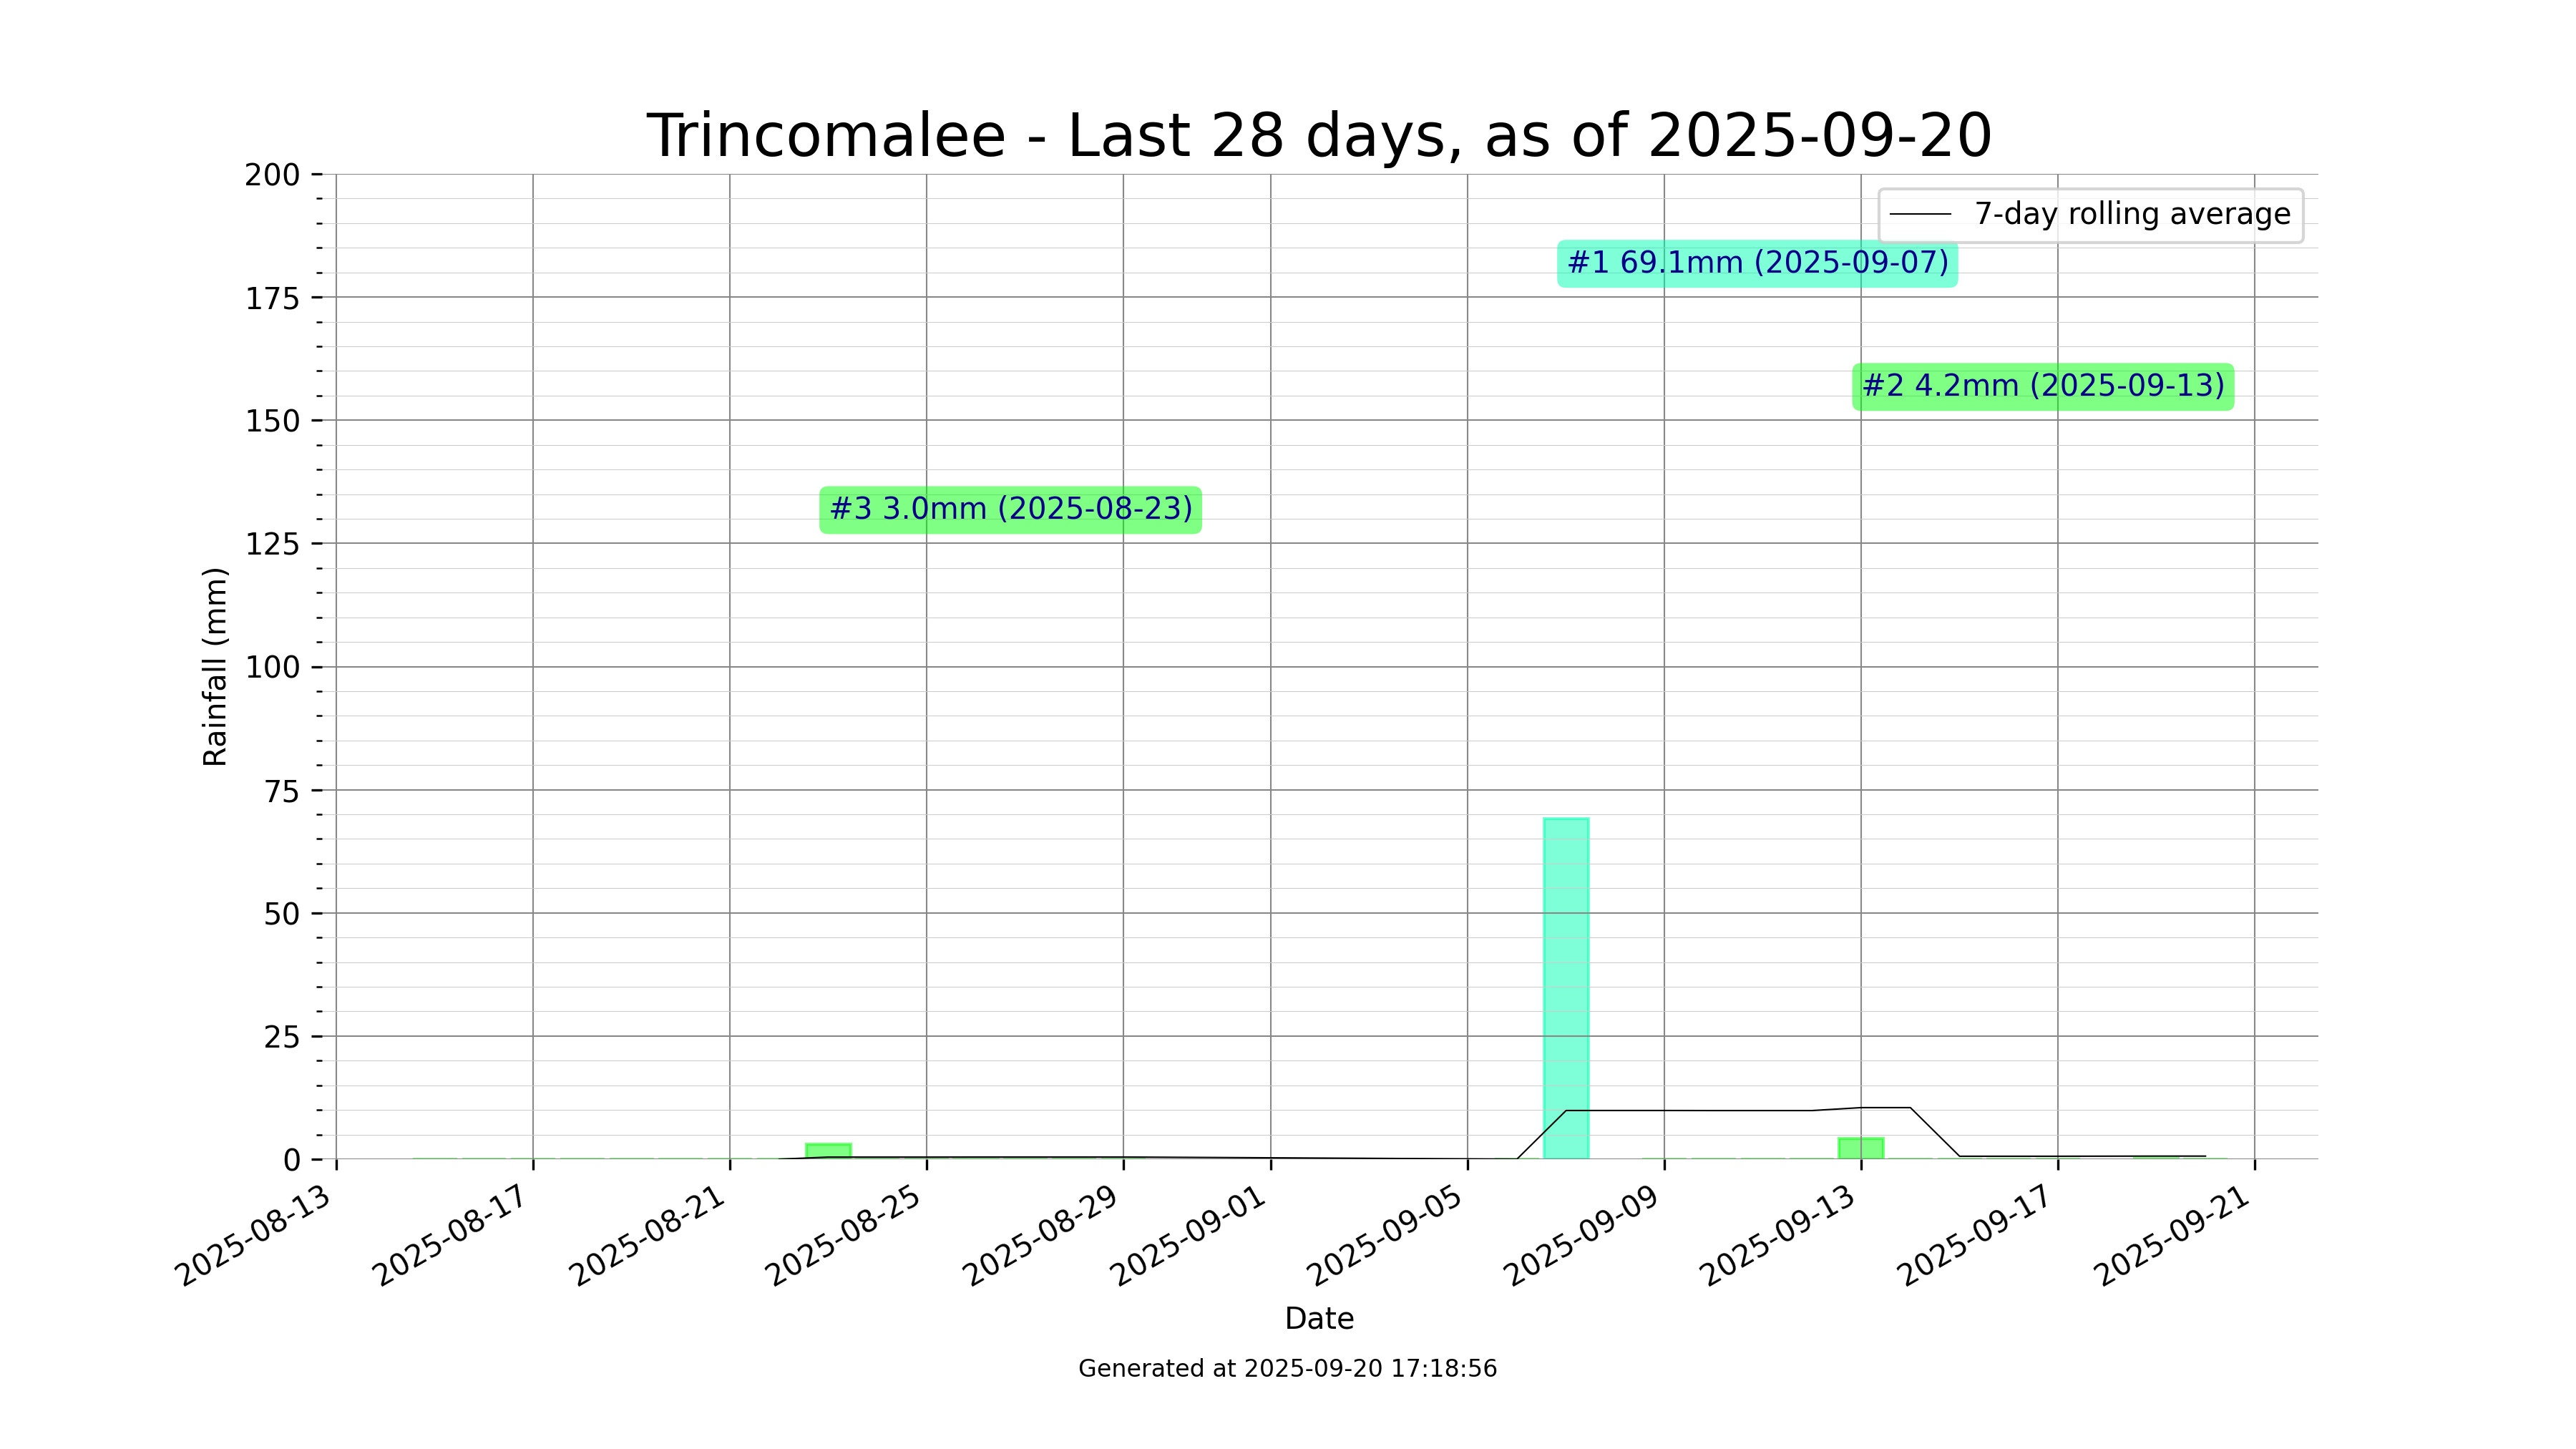 Trincomalee - Last 28 days, as of 2025-09-20
200
175
150
125
100
75
50
25
0
Rainfall (mm)
7-day rolling average
#1 69.1mm (2025-09-07)
#2 4.2mm (2025-09-13)
#3 3.0mm (2025-08-23)
2025-08-13
2025-08-17
2025-08-21
2025-08-25
2025-08-29
2025-09-01
2025-09-05
2025-09-09
2025-09-13
2025-09-17
2025-09-21
Date
Generated at 2025-09-20 17:18:56